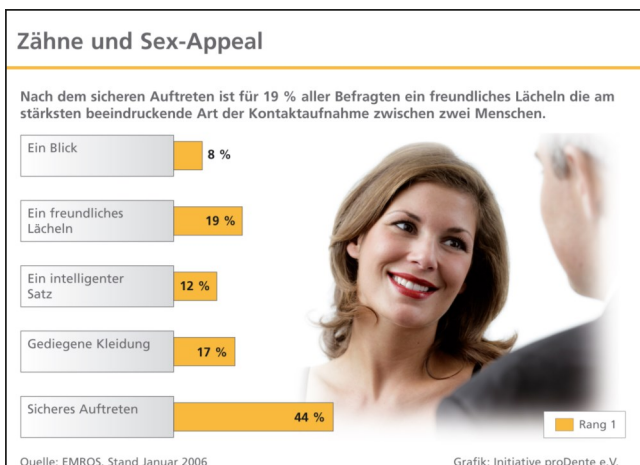 Zähne und Sex-Appeal
Nach dem sicheren Auftreten ist für 19 % aller Befragten ein freundliches Lächeln die am
stärksten beeindruckende Art der Kontaktaufnahme zwischen zwei Menschen.
Ein Blick
8 %
Ein freundliches
Lächeln
19 %
Ein intelligenter
Satz
12 %
Gediegene Kleidung
17 %
Sicheres Auftreten
44 %
Rang 1
Quelle: EMROS, Stand Januar 2006
Grafik: Initiative proDente e.V.